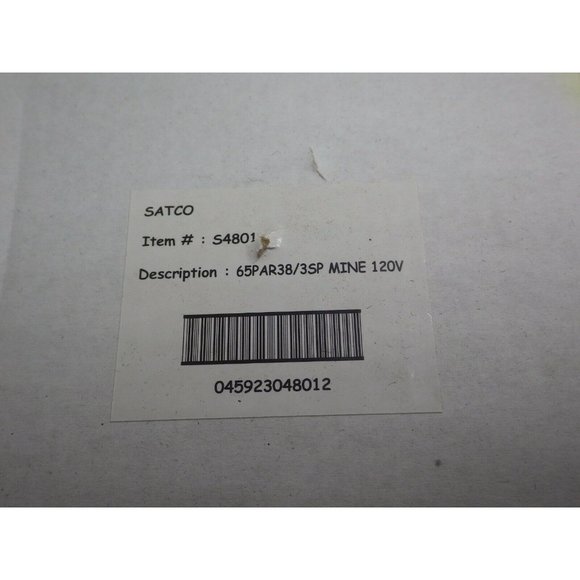 SATCO
Item # : S4801
Description : 65PAR38/3SP MINE 120V
045923048012